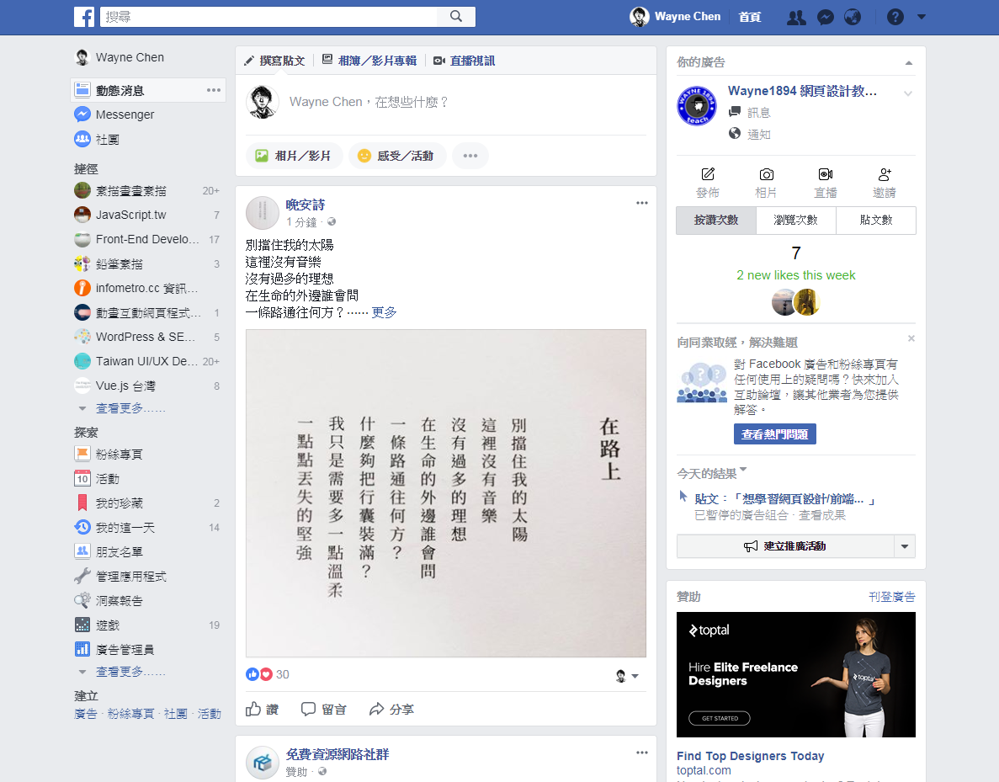 搜尋
Wayne Chen
首頁
Wayne Chen
動態消息
Messenger
社團
捷徑
素描畫畫素描 20+
JavaScript.tw 7
Front-End Develo... 17
鉛筆素描 3
infometro.cc 資訊...
動畫互動網頁程式... 1
WordPress & SE... 5
Taiwan UI/UX De... 20+
Vue.js 台灣 8
查看更多……
探索
粉絲專頁
10 活動
我的珍藏 2
我的這一天 14
朋友名單
管理應用程式
洞察報告
遊戲 19
廣告管理員
查看更多……
建立
廣告 · 粉絲專頁 · 社團 · 活動
撰寫貼文
相簿／影片專輯
直播視訊
Wayne Chen，在想些什麼？
相片／影片
感受／活動
晚安詩
1 分鐘 ·
別擋住我的太陽
這裡沒有音樂
沒有過多的理想
在生命的外邊誰會問
一條路通往何方？…… 更多
在路上
別擋住我的太陽
這裡沒有音樂
沒有過多的理想
在生命的外邊誰會問
一條路通往何方？
什麼夠把行囊裝滿？
我只是需要多一點溫柔
一點點丟失的堅強
30
讚
留言
分享
免費資源網路社群
贊助 ·
你的廣告
WAYNE 1894
teach
Wayne1894 網頁設計教...
訊息
通知
發佈
相片
直播
邀請
按讚次數
瀏覽次數
貼文數
7
2 new likes this week
向同業取經，解決難題
對 Facebook 廣告和粉絲專頁有
任何使用上的疑問嗎？快來加入
互助論壇，讓其他業者為您提供
解答。
查看熱門問題
今天的結果
貼文：「想學習網頁設計/前端... 」
已暫停的廣告組合 · 查看成果
建立推廣活動
贊助
刊登廣告
toptal
Hire Elite Freelance
Designers
GET STARTED
toptal
Find Top Designers Today
toptal.com